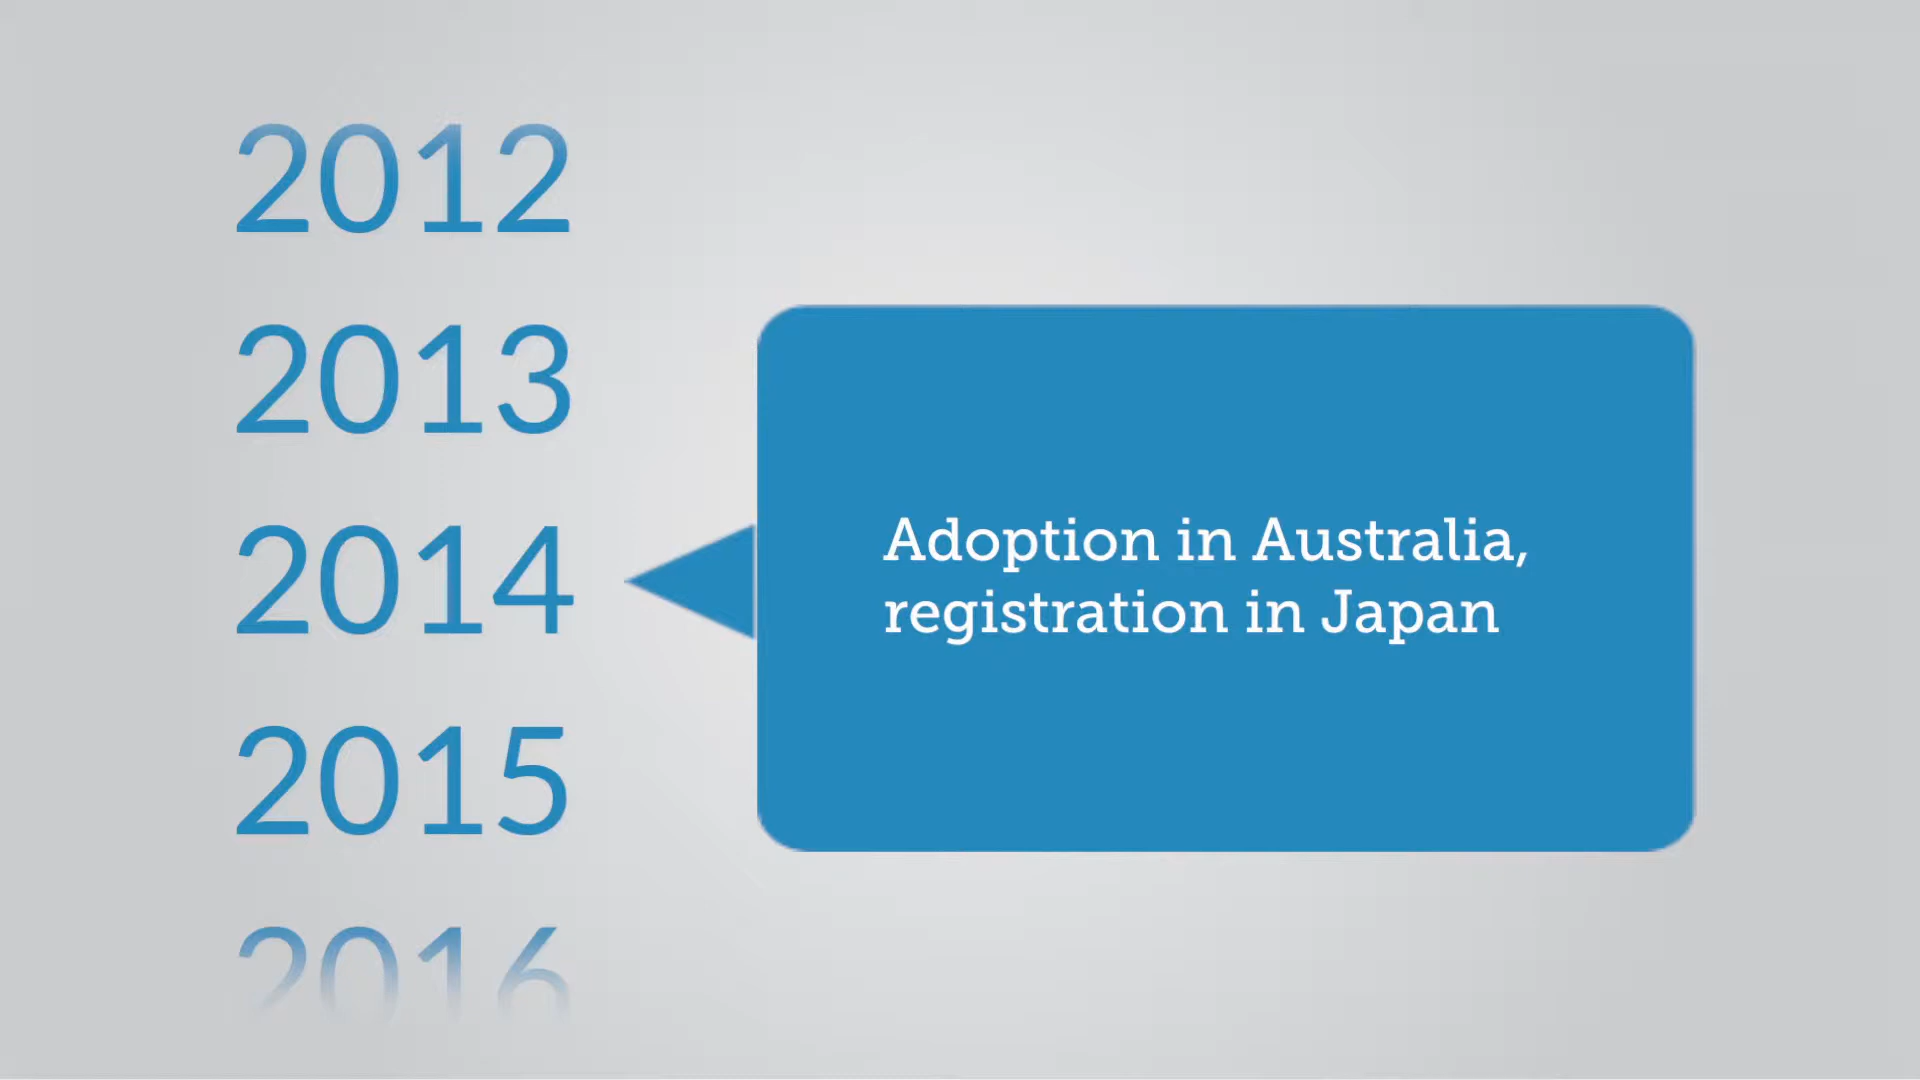 2012
2013
2014
Adoption in Australia,
registration in Japan
2015
2016